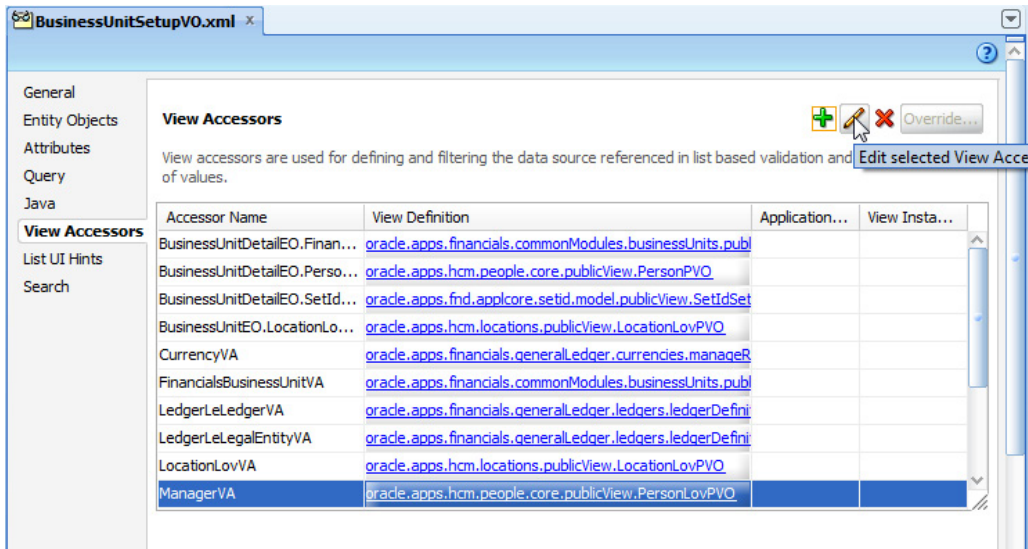 BusinessUnitSetupVO.xml
General
Entity Objects
Attributes
Query
Java
View Accessors
List UI Hints
Search
View Accessors
Override...
View accessors are used for defining and filtering the data source referenced in list based validation and
of values.
Edit selected View Acce
Accessor Name View Definition Application... View Insta...
BusinessUnitDetailEO.Finan... oracle.apps.financials.commonModules.businessUnits.publ
BusinessUnitDetailEO.Perso... oracle.apps.hcm.people.core.publicView.PersonPVO
BusinessUnitDetailEO.SetId... oracle.apps.fnd.applcore.setid.model.publicView.SetIdSet
BusinessUnitEO.LocationLo... oracle.apps.hcm.locations.publicView.LocationLovPVO
CurrencyVA oracle.apps.financials.generalLedger.currencies.manageR
FinancialsBusinessUnitVA oracle.apps.financials.commonModules.businessUnits.publ
LedgerLeLedgerVA oracle.apps.financials.generalLedger.ledgers.ledgerDefini
LedgerLeLegalEntityVA oracle.apps.financials.generalLedger.ledgers.ledgerDefini
LocationLovVA oracle.apps.hcm.locations.publicView.LocationLovPVO
ManagerVA oracle.apps.hcm.people.core.publicView.PersonLovPVO